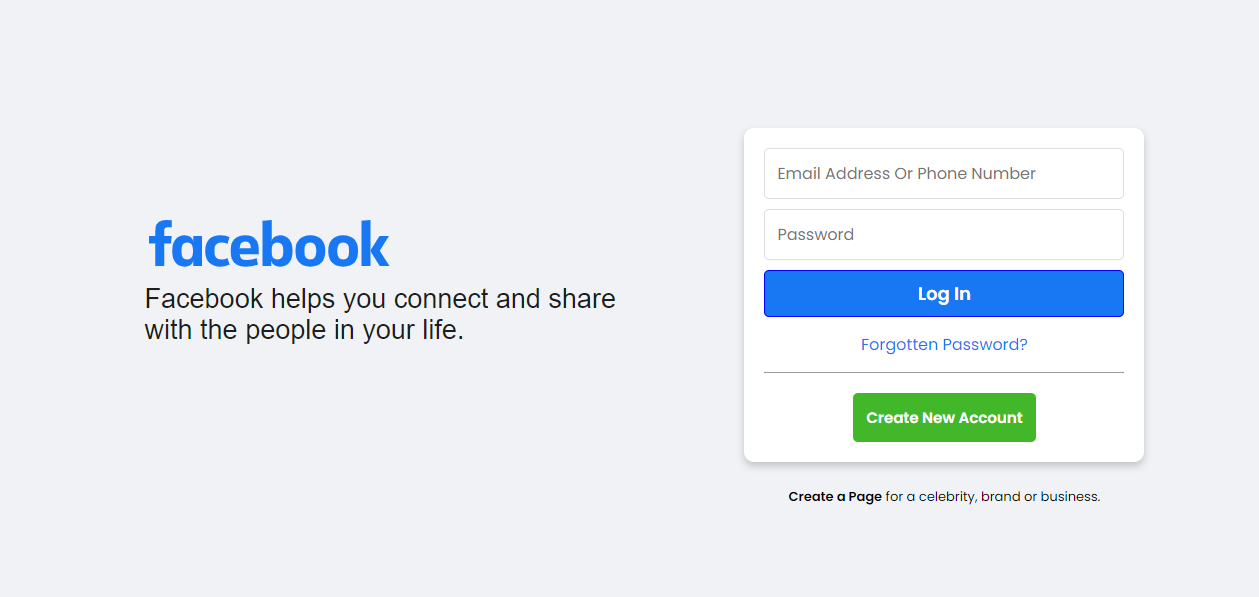 facebook
Facebook helps you connect and share
with the people in your life.
Email Address Or Phone Number
Password
Log In
Forgotten Password?
Create New Account
Create a Page for a celebrity, brand or business.